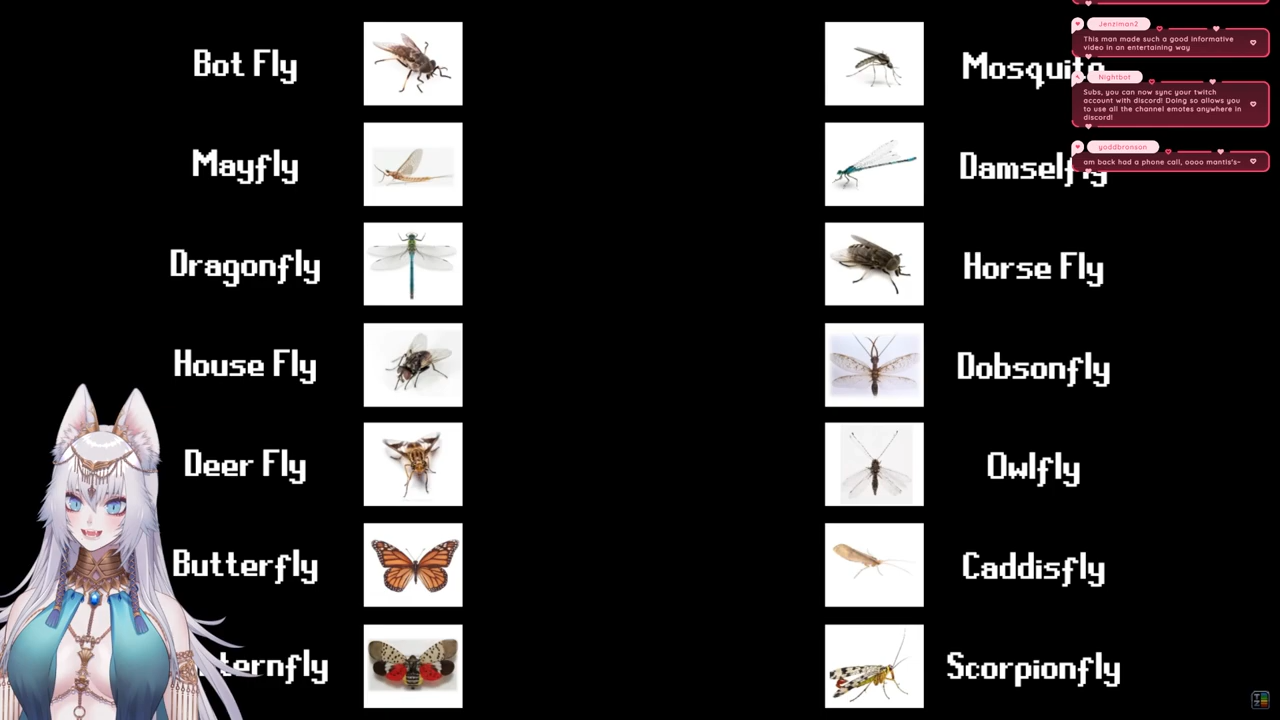 Bot Fly
Mayfly
Dragonfly
House Fly
Deer Fly
Butterfly
ternfly
Mosquito
Damselfly
Horse Fly
Dobsonfly
Owlfly
Caddisfly
Scorpionfly
Jenziman2
This man made such a good informative
video in an entertaining way
Nightbot
Subs, you can now sync your twitch
account with discord! Doing so allows you
to use all the channel emotes anywhere in
discord!
yoddbronson
am back had a phone call, oooo mantis's~